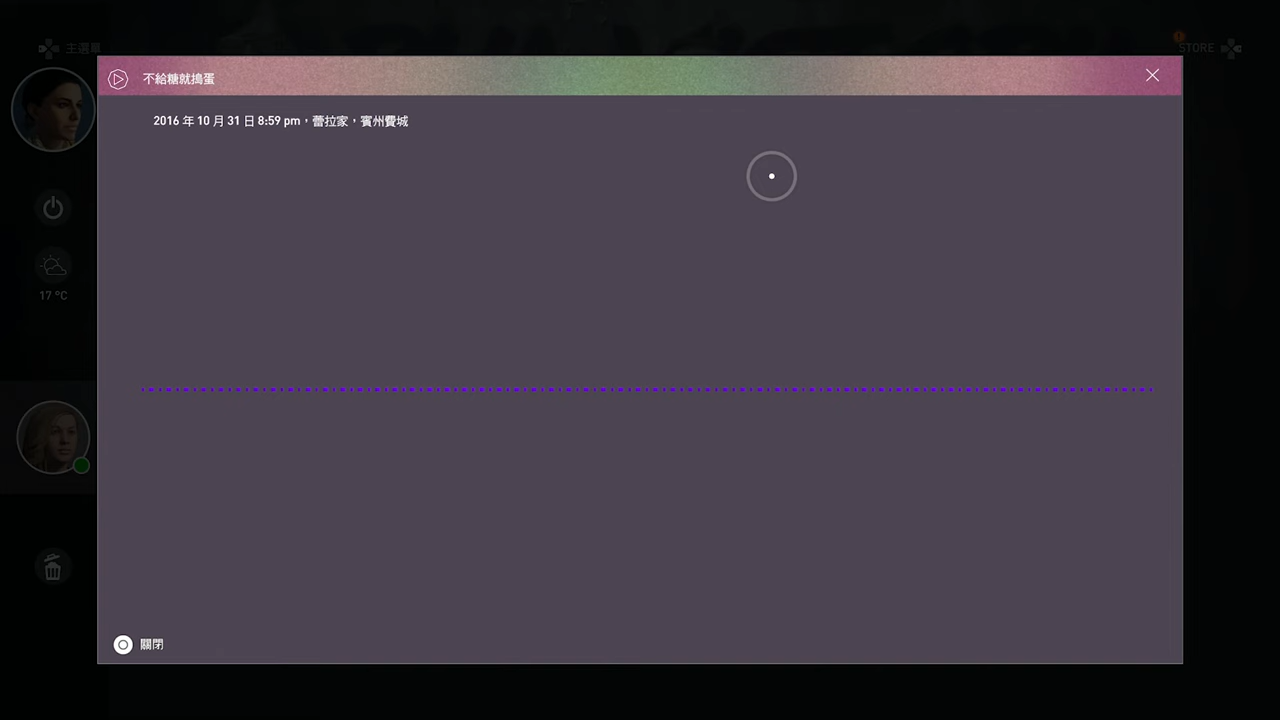 主選單
STORE
不給糖就搗蛋
2016 年 10 月 31 日 8:59 pm，蕾拉家，賓州費城
17 °C
關閉